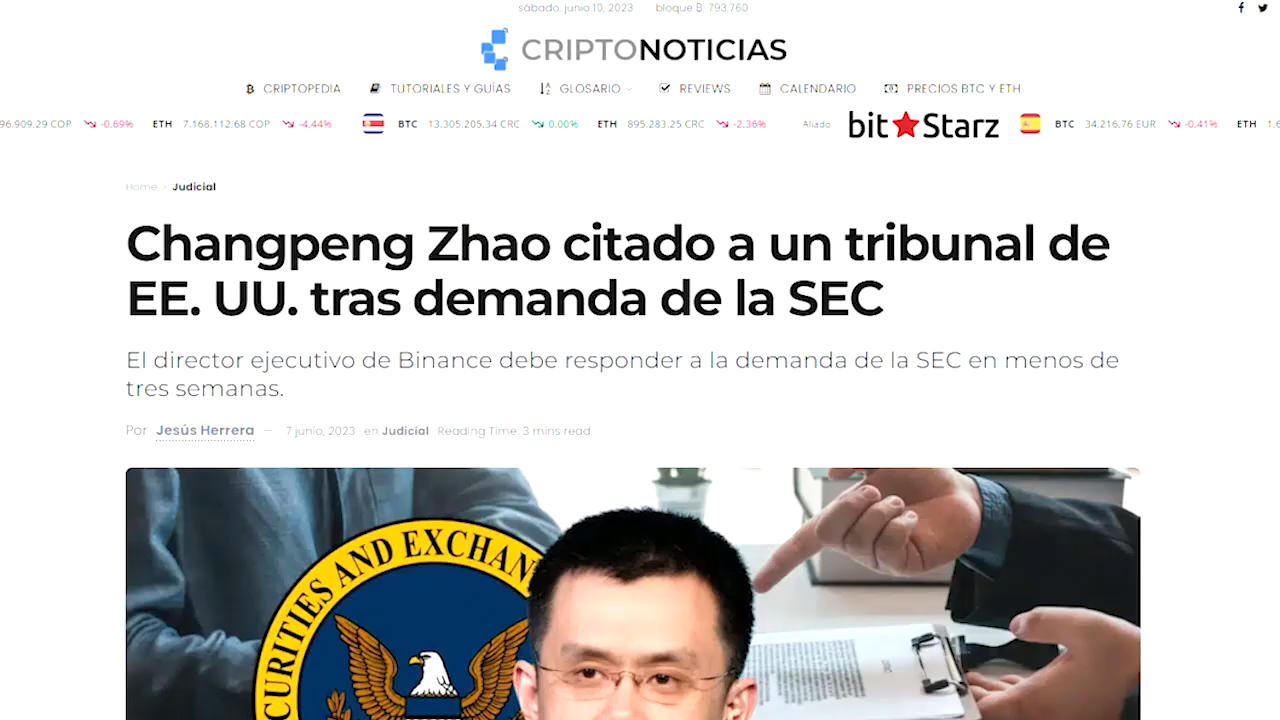 sábado, junio 10, 2023 bloque ₿: 793.760
CRIPTONOTICIAS
CRIPTOPEDIA TUTORIALES Y GUÍAS GLOSARIO REVIEWS CALENDARIO PRECIOS BTC Y ETH
96.909.29 COP -0.69% ETH 7.168.112.68 COP -4.44% BTC 13.305.205.34 CRC 0.00% ETH 895.283.25 CRC -2.36% Aliado bit Starz BTC 34.216.76 EUR -0.41% ETH 1.6
Home > Judicial
Changpeng Zhao citado a un tribunal de
EE. UU. tras demanda de la SEC
El director ejecutivo de Binance debe responder a la demanda de la SEC en menos de
tres semanas.
Por Jesús Herrera — 7 junio, 2023 en Judicial Reading Time: 3 mins read
CURITIES AND EXCHAN